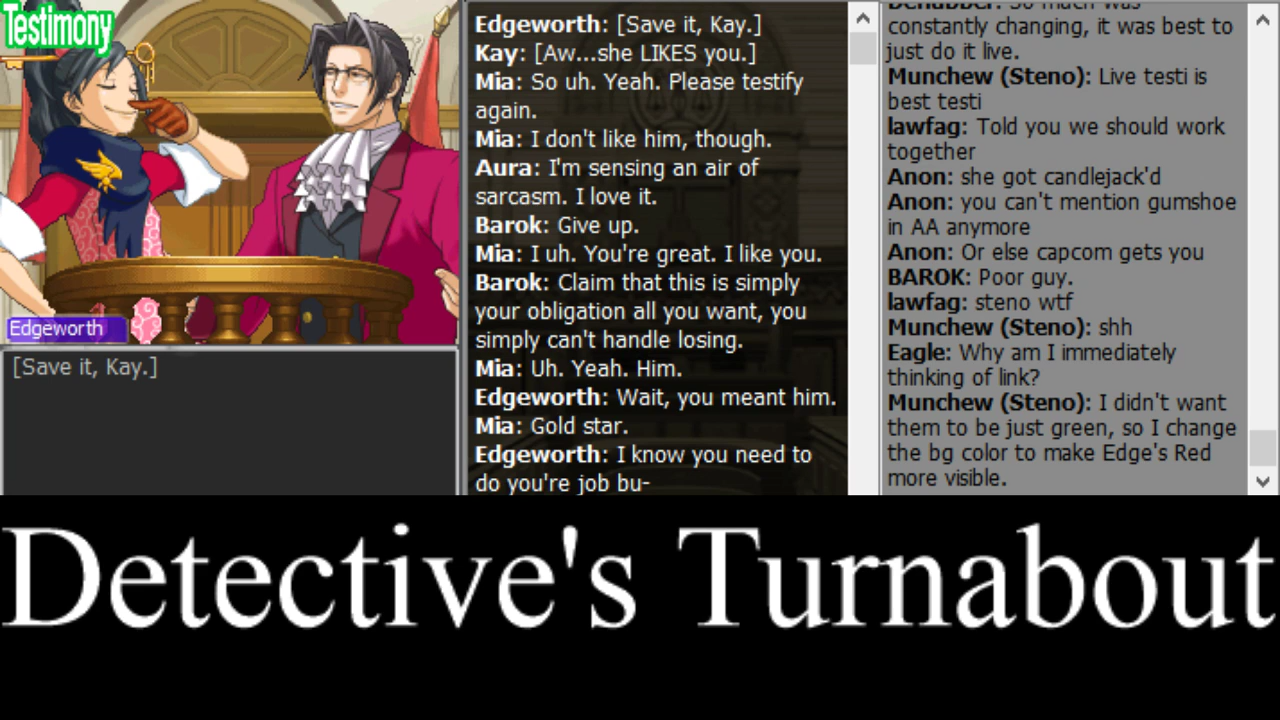 Testimony
Edgeworth
[Save it, Kay.]
Edgeworth: [Save it, Kay.]
Kay: [Aw...she LIKES you.]
Mia: So uh. Yeah. Please testify
again.
Mia: I don't like him, though.
Aura: I'm sensing an air of
sarcasm. I love it.
Barok: Give up.
Mia: I uh. You're great. I like you.
Barok: Claim that this is simply
your obligation all you want, you
simply can't handle losing.
Mia: Uh. Yeah. Him.
Edgeworth: Wait, you meant him.
Mia: Gold star.
Edgeworth: I know you need to
do you're job bu-
constantly changing, it was best to
just do it live.
Munchew (Steno): Live testi is
best testi
lawfag: Told you we should work
together
Anon: she got candlejack'd
Anon: you can't mention gumshoe
in AA anymore
Anon: Or else capcom gets you
BAROK: Poor guy.
lawfag: steno wtf
Munchew (Steno): shh
Eagle: Why am I immediately
thinking of link?
Munchew (Steno): I didn't want
them to be just green, so I change
the bg color to make Edge's Red
more visible.
Detective's Turnabout